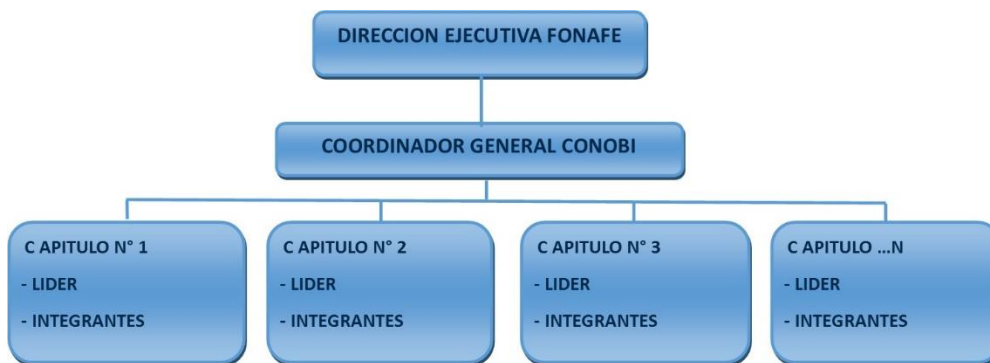 DIRECCION EJECUTIVA FONAFE
COORDINADOR GENERAL CONOBI
C APITULO N° 1
- LIDER
- INTEGRANTES
C APITULO N° 2
- LIDER
- INTEGRANTES
C APITULO N° 3
- LIDER
- INTEGRANTES
C APITULO ...N
- LIDER
- INTEGRANTES